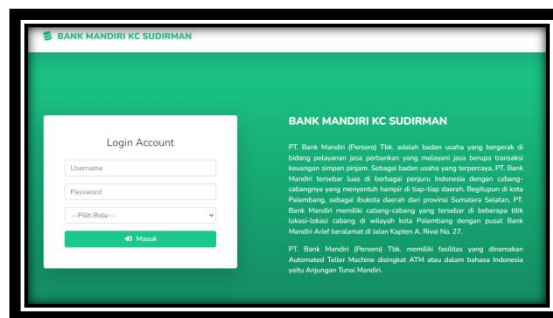 BANK MANDIRI KC SUDIRMAN
Login Account
Username
Password
--Pilih Role--
Masuk
BANK MANDIRI KC SUDIRMAN
PT. Bank Mandiri (Persero) Tbk. adalah badan usaha yang bergerak di
bidang pelayanan jasa perbankan yang melayani jasa berupa transaksi
keuangan simpan pinjam. Sebagai badan usaha yang terpercaya, PT. Bank
Mandiri tersebar luas di berbagai penjuru Indonesia dengan cabang-
cabangnya yang menyentuh hampir di tiap-tiap daerah. Begitupun di kota
Palembang, sebagai ibukota daerah dari provinsi Sumatera Selatan, PT.
Bank Mandiri memiliki cabang-cabang yang tersebar di beberapa titik
lokasi-lokasi cabang di wilayah kota Palembang dengan pusat Bank
Mandiri Arief beralamat di Jalan Kapten A. Rivai No. 27.
PT. Bank Mandiri (Persero) Tbk. memiliki fasilitas yang dinamakan
Automated Teller Machine disingkat ATM atau dalam bahasa Indonesia
yaitu Anjungan Tunai Mandiri.